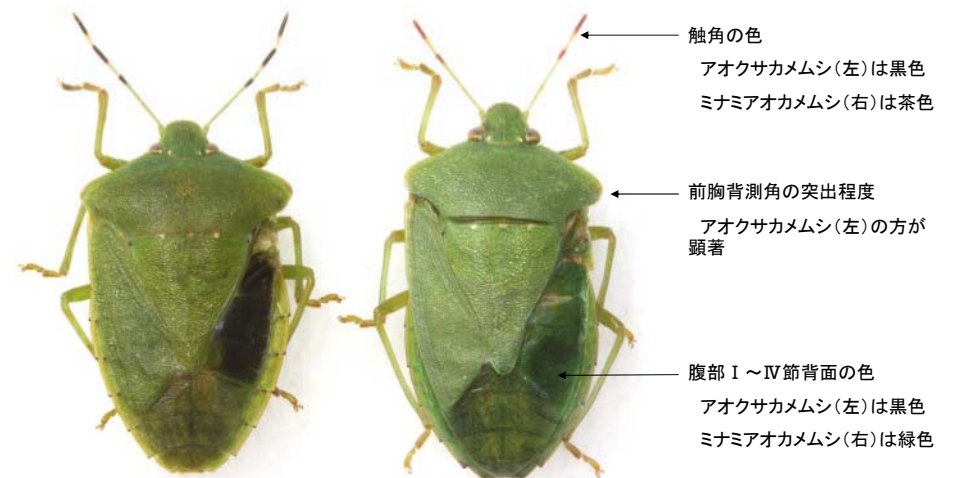 触角の色
アオクサカメムシ(左)は黒色
ミナミアオカメムシ(右)は茶色
前胸背測角の突出程度
アオクサカメムシ(左)の方が
顕著
腹部Ⅰ~Ⅳ節背面の色
アオクサカメムシ(左)は黒色
ミナミアオカメムシ(右)は緑色